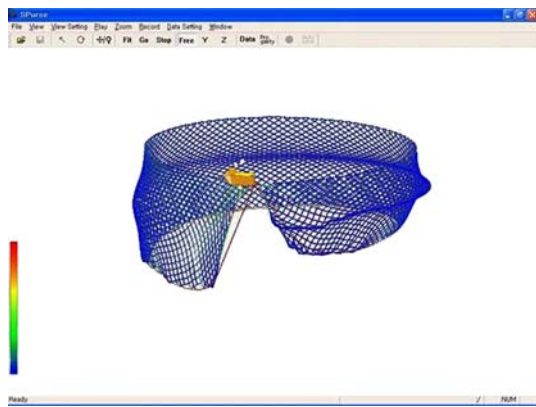 SPurse
File View View Setting Play Zoom Record Data Setting Window
Fit Go Stop Free Y Z Data
Ready NUM